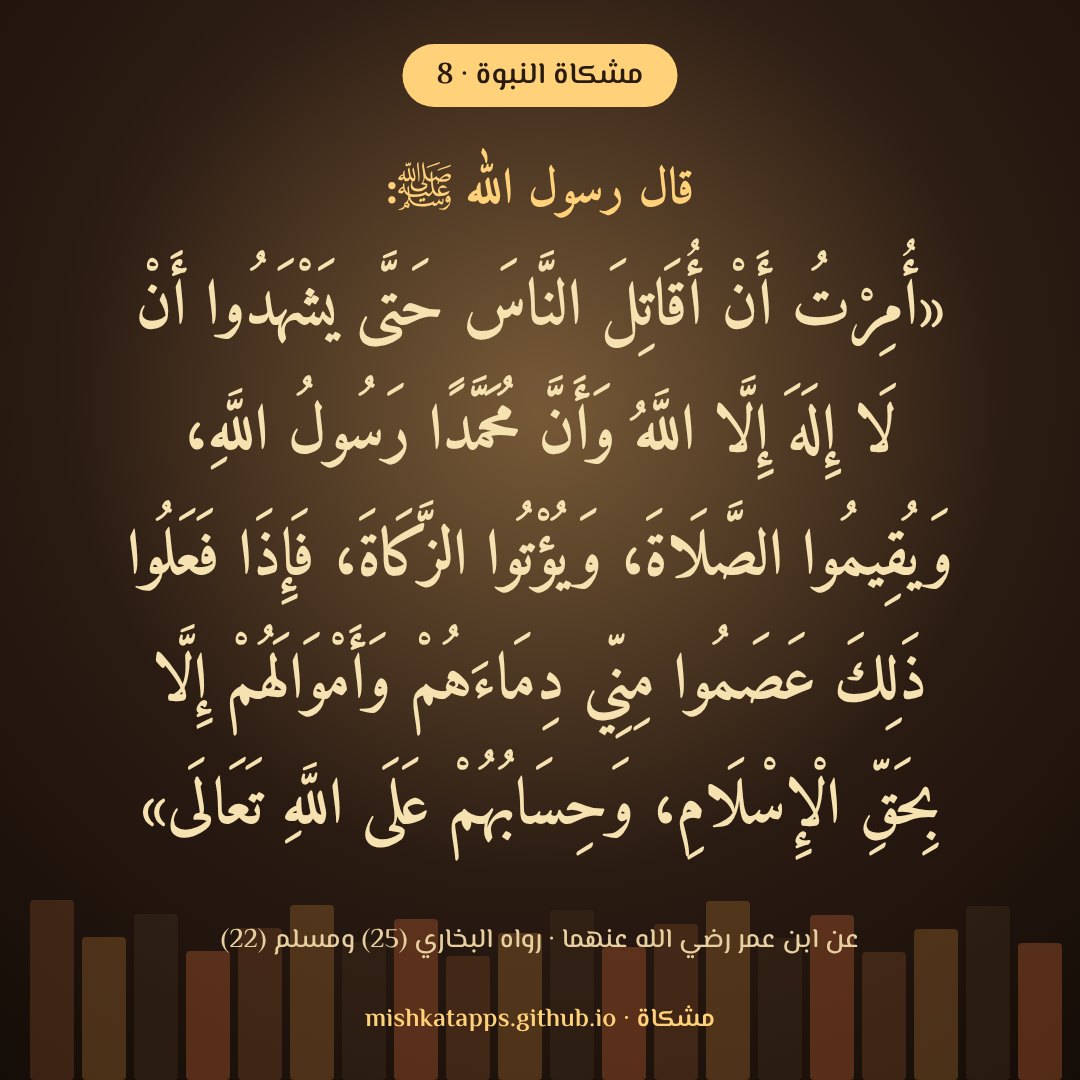 مشكاة النبوة · 8
قال رسول الله ﷺ:
«أُمِرْتُ أَنْ أُقَاتِلَ النَّاسَ حَتَّى يَشْهَدُوا أَنْ
لَا إِلَهَ إِلَّا اللَّهُ وَأَنَّ مُحَمَّدًا رَسُولُ اللَّهِ،
وَيُقِيمُوا الصَّلَاةَ، وَيُؤْتُوا الزَّكَاةَ، فَإِذَا فَعَلُوا
ذَلِكَ عَصَمُوا مِنِّي دِمَاءَهُمْ وَأَمْوَالَهُمْ إِلَّا
بِحَقِّ الْإِسْلَامِ، وَحِسَابُهُمْ عَلَى اللَّهِ تَعَالَى»
عن ابن عمر رضي الله عنهما · رواه البخاري (25) ومسلم (22)
مشكاة · mishkatapps.github.io